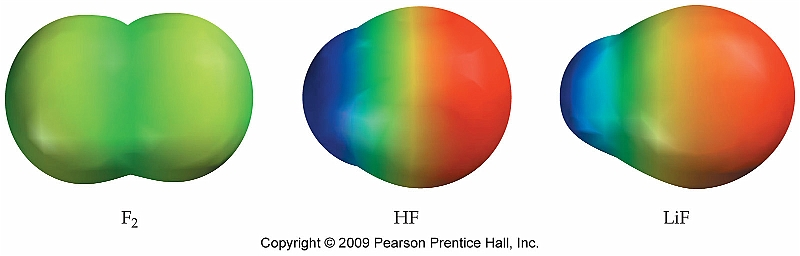 F₂ HF LiF
Copyright © 2009 Pearson Prentice Hall, Inc.